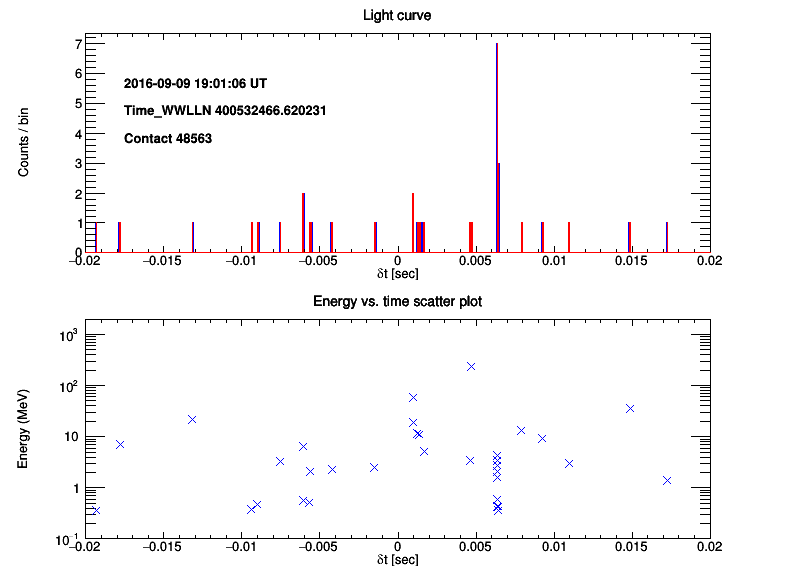 Light curve
7
6
5
4
3
2
1
0
Counts / bin
2016-09-09 19:01:06 UT
Time_WWLLN 400532466.620231
Contact 48563
−0.02 −0.015 −0.01 −0.005 0 0.005 0.01 0.015 0.02
δt [sec]
Energy vs. time scatter plot
10³
10²
10
1
10⁻¹
Energy (MeV)
−0.02 −0.015 −0.01 −0.005 0 0.005 0.01 0.015 0.02
δt [sec]